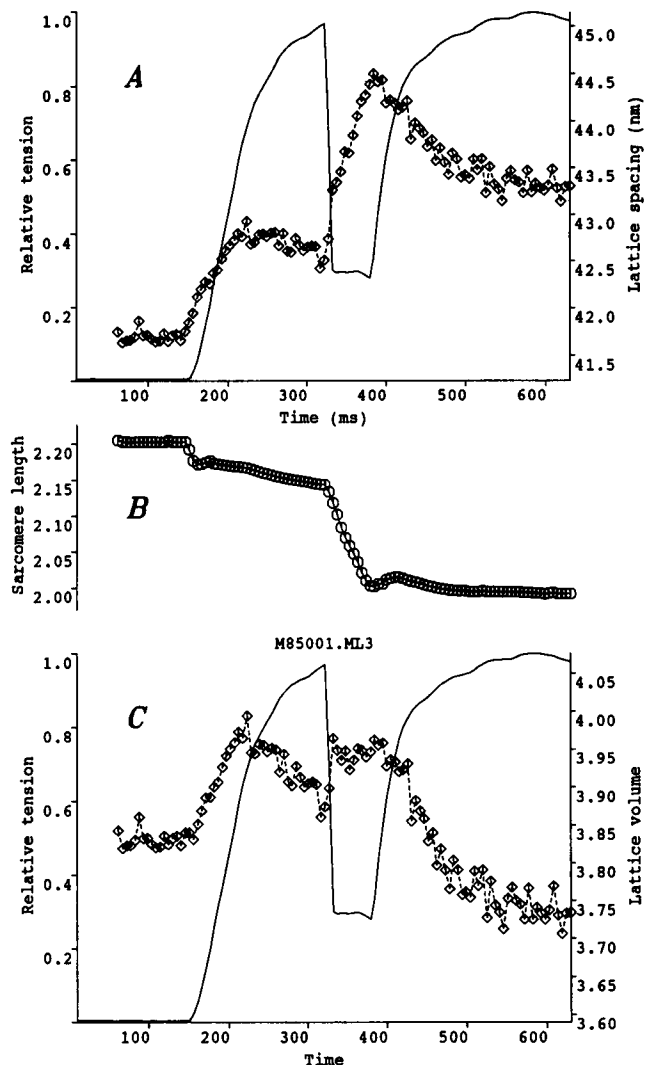 A
1.0
0.8
0.6
0.4
0.2
Relative tension
45.0
44.5
44.0
43.5
43.0
42.5
42.0
41.5
Lattice spacing (nm)
100 200 300 400 500 600
Time (ms)
B
2.20
2.15
2.10
2.05
2.00
Sarcomere length
M85001.ML3
C
1.0
0.8
0.6
0.4
0.2
Relative tension
4.05
4.00
3.95
3.90
3.85
3.80
3.75
3.70
3.65
3.60
Lattice volume
100 200 300 400 500 600
Time